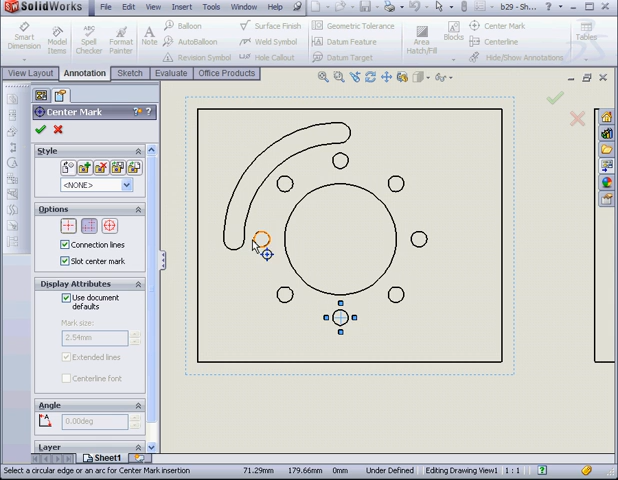 SolidWorks File Edit View Insert Tools Window Help b29 - Sh...
Smart Dimension
Model Items
Spell Checker
Format Painter
Note
Balloon
AutoBalloon
Revision Symbol
Surface Finish
Weld Symbol
Hole Callout
Geometric Tolerance
Datum Feature
Datum Target
Area Hatch/Fill
Blocks
Center Mark
Centerline
Hide/Show Annotations
Tables
View Layout Annotation Sketch Evaluate Office Products
Center Mark
Style
<NONE>
Options
Connection lines
Slot center mark
Display Attributes
Use document defaults
Mark size:
2.54mm
Extended lines
Centerline font
Angle
0.00deg
Layer
Sheet1
Select a circular edge or an arc for Center Mark insertion 71.29mm 179.66mm 0mm Under Defined Editing Drawing View1 1 : 1